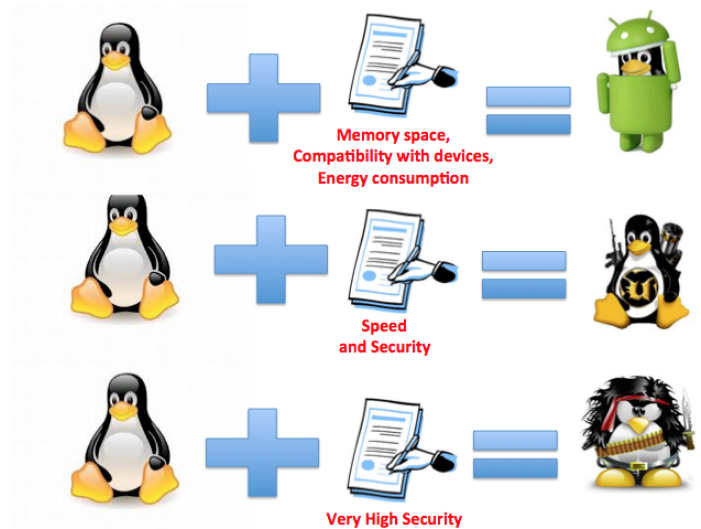 Memory space,
Compatibility with devices,
Energy consumption
Speed
and Security
Very High Security